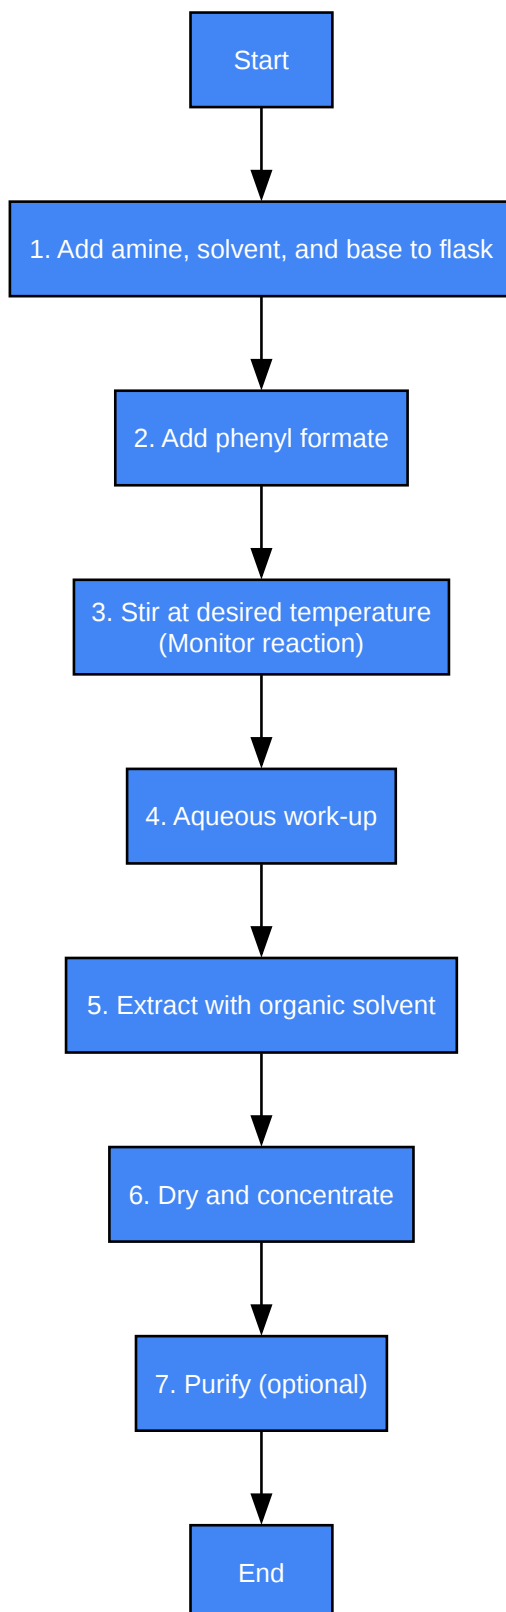 Start
1. Add amine, solvent, and base to flask
2. Add phenyl formate
3. Stir at desired temperature
(Monitor reaction)
4. Aqueous work-up
5. Extract with organic solvent
6. Dry and concentrate
7. Purify (optional)
End